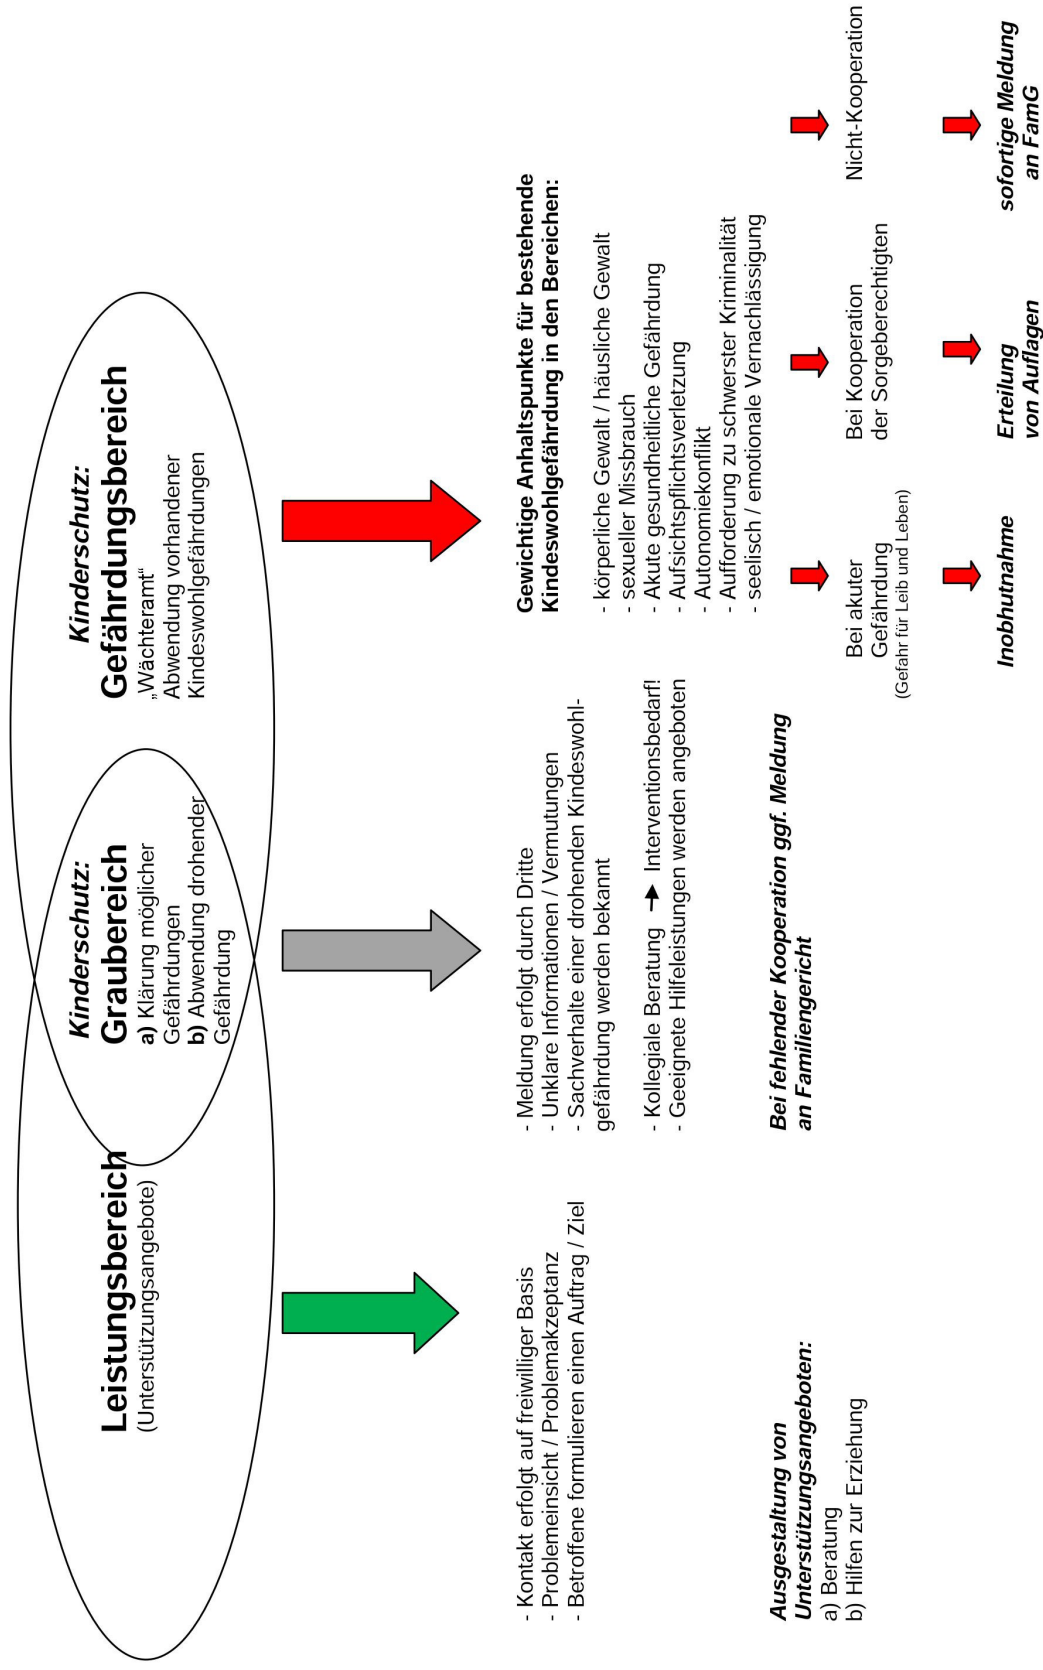 Leistungsbereich
(Unterstützungsangebote)
Kinderschutz:
Graubereich
a) Klärung möglicher
Gefährdungen
b) Abwendung drohender
Gefährdung
Kinderschutz:
Gefährdungsbereich
„Wächteramt“
Abwendung vorhandener
Kindeswohlgefährdungen
- Kontakt erfolgt auf freiwilliger Basis
- Problemeinsicht / Problemakzeptanz
- Betroffene formulieren einen Auftrag / Ziel
Ausgestaltung von
Unterstützungsangeboten:
a) Beratung
b) Hilfen zur Erziehung
- Meldung erfolgt durch Dritte
- Unklare Informationen / Vermutungen
- Sachverhalte einer drohenden Kindeswohl-
gefährdung werden bekannt
- Kollegiale Beratung → Interventionsbedarf!
- Geeignete Hilfeleistungen werden angeboten
Bei fehlender Kooperation ggf. Meldung
an Familiengericht
Gewichtige Anhaltspunkte für bestehende
Kindeswohlgefährdung in den Bereichen:
- körperliche Gewalt / häusliche Gewalt
- sexueller Missbrauch
- Akute gesundheitliche Gefährdung
- Aufsichtspflichtsverletzung
- Autonomiekonflikt
- Aufforderung zu schwerster Kriminalität
- seelisch / emotionale Vernachlässigung
Bei akuter
Gefährdung
(Gefahr für Leib und Leben)
Inobhutnahme
Bei Kooperation
der Sorgeberechtigten
Erteilung
von Auflagen
Nicht-Kooperation
sofortige Meldung
an FamG